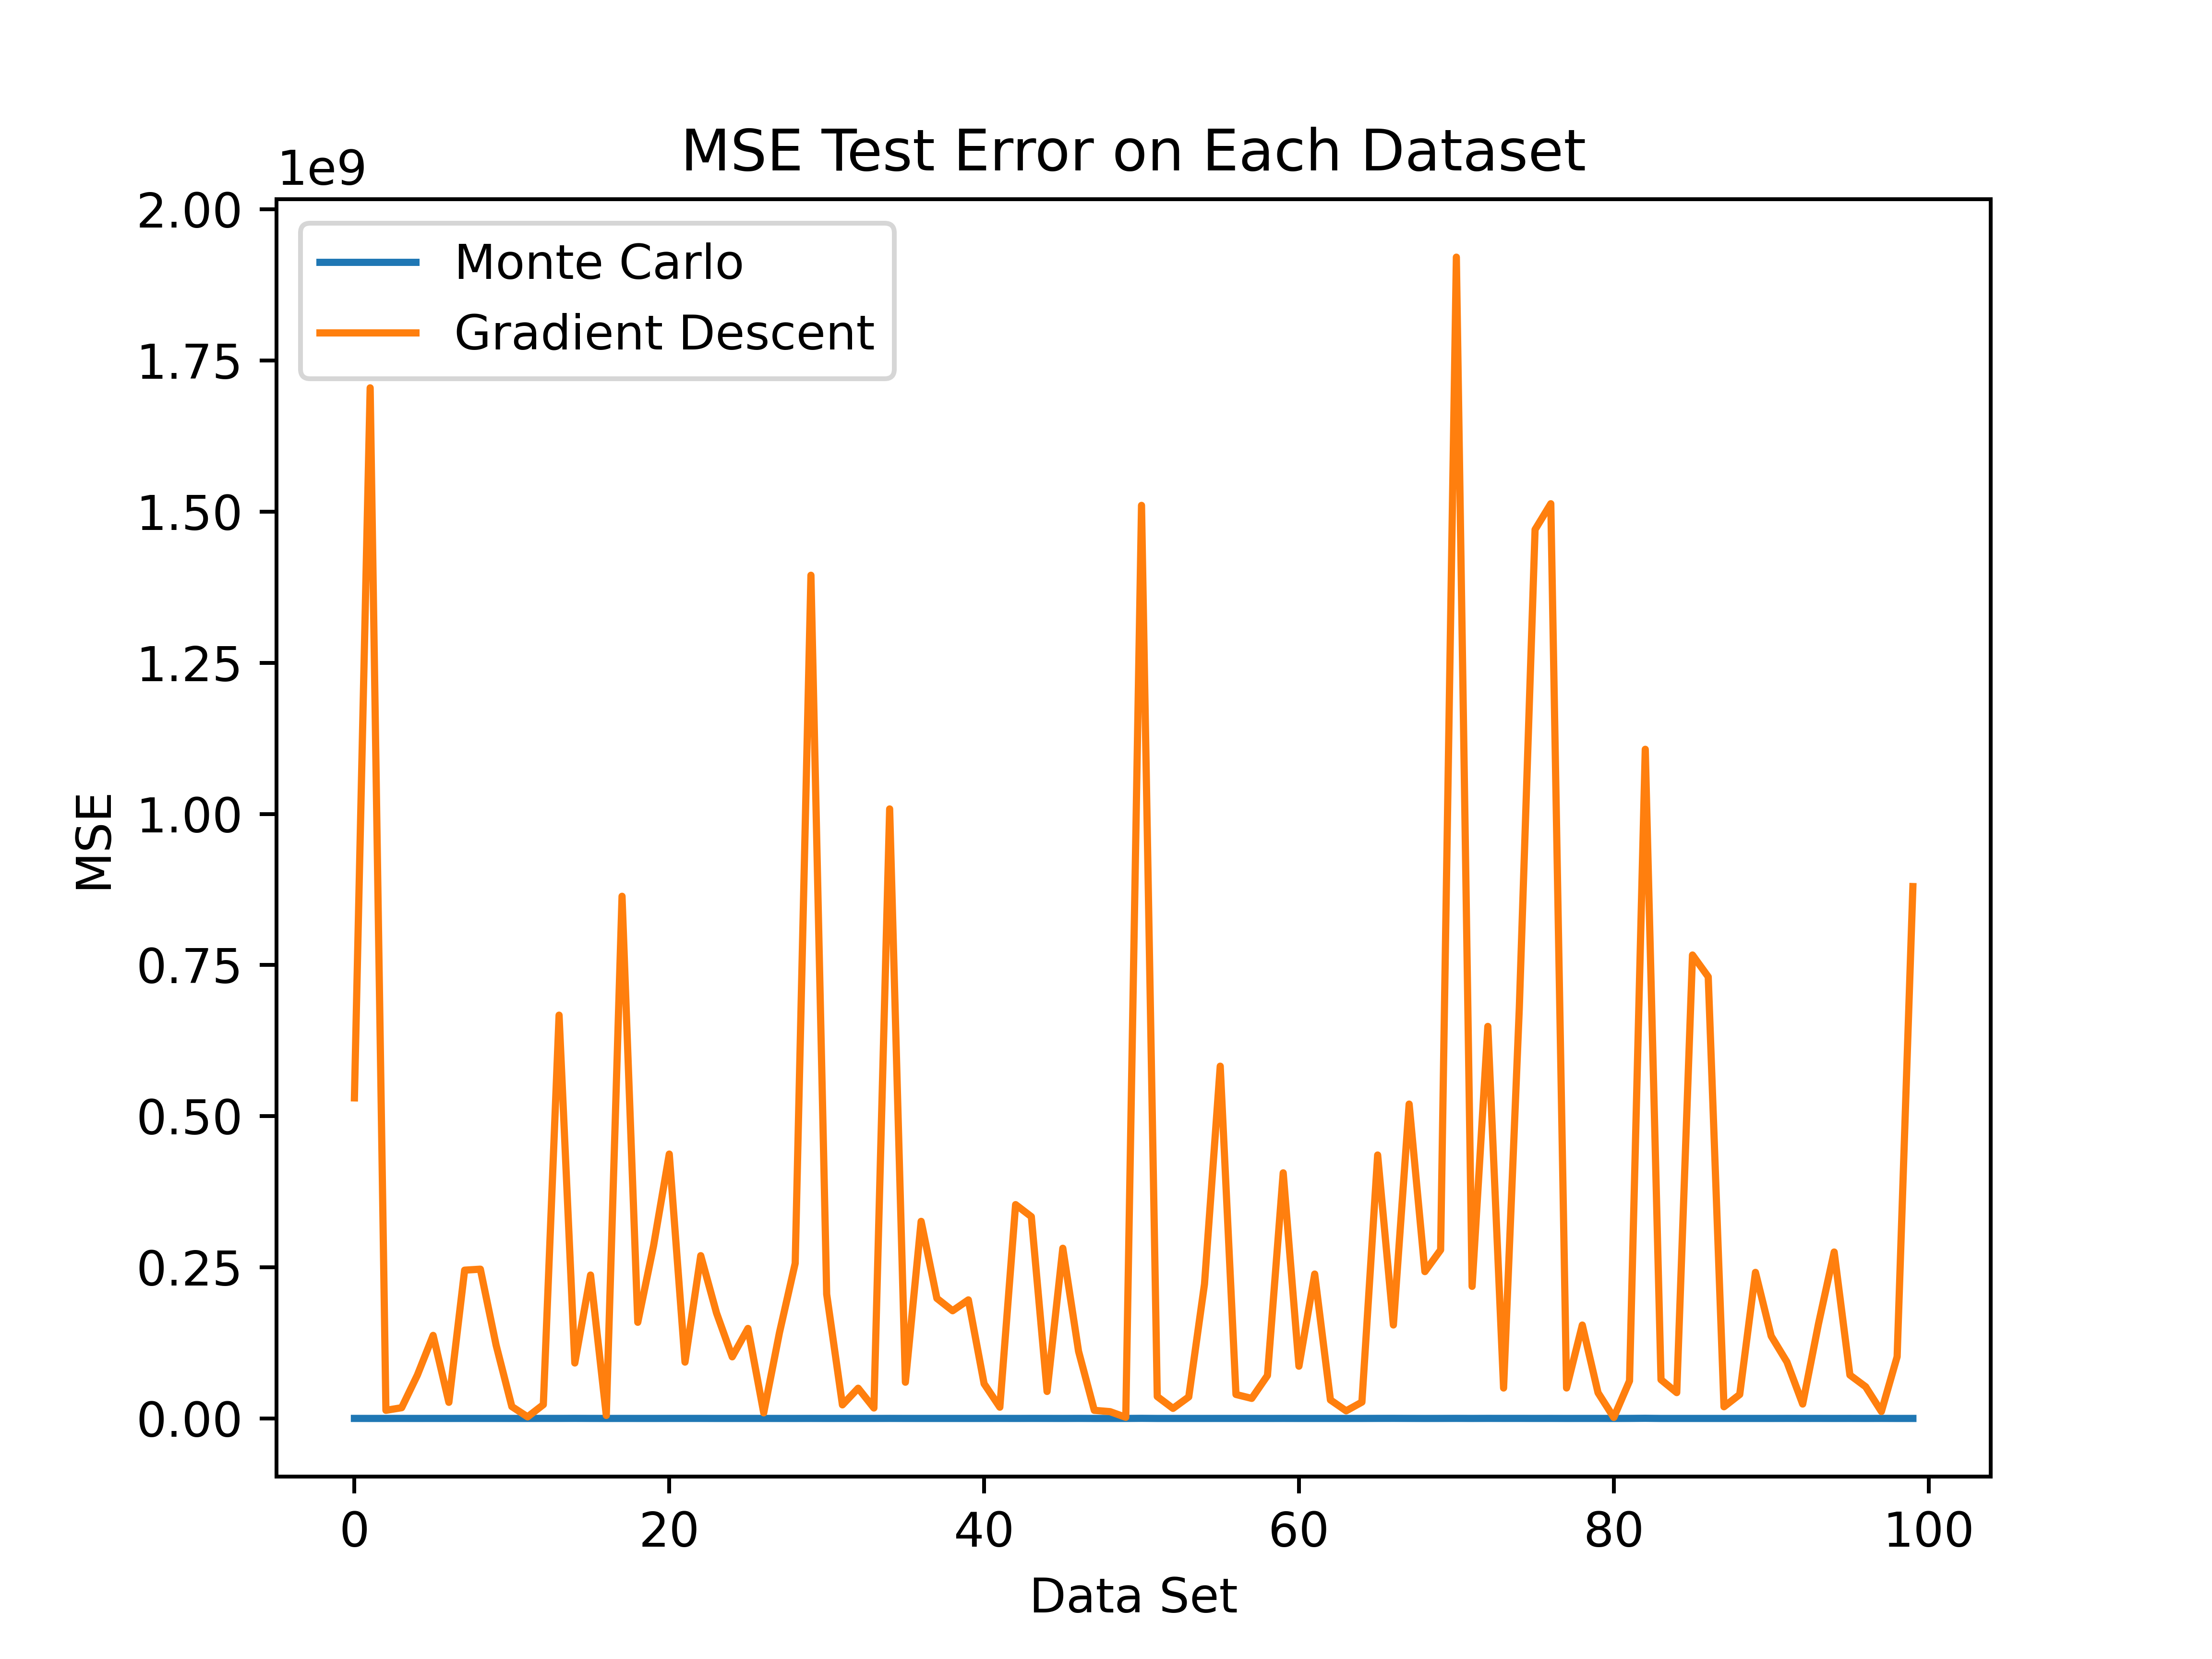 MSE Test Error on Each Dataset
1e9
Monte Carlo
Gradient Descent
2.00
1.75
1.50
1.25
1.00
0.75
0.50
0.25
0.00
MSE
0 20 40 60 80 100
Data Set